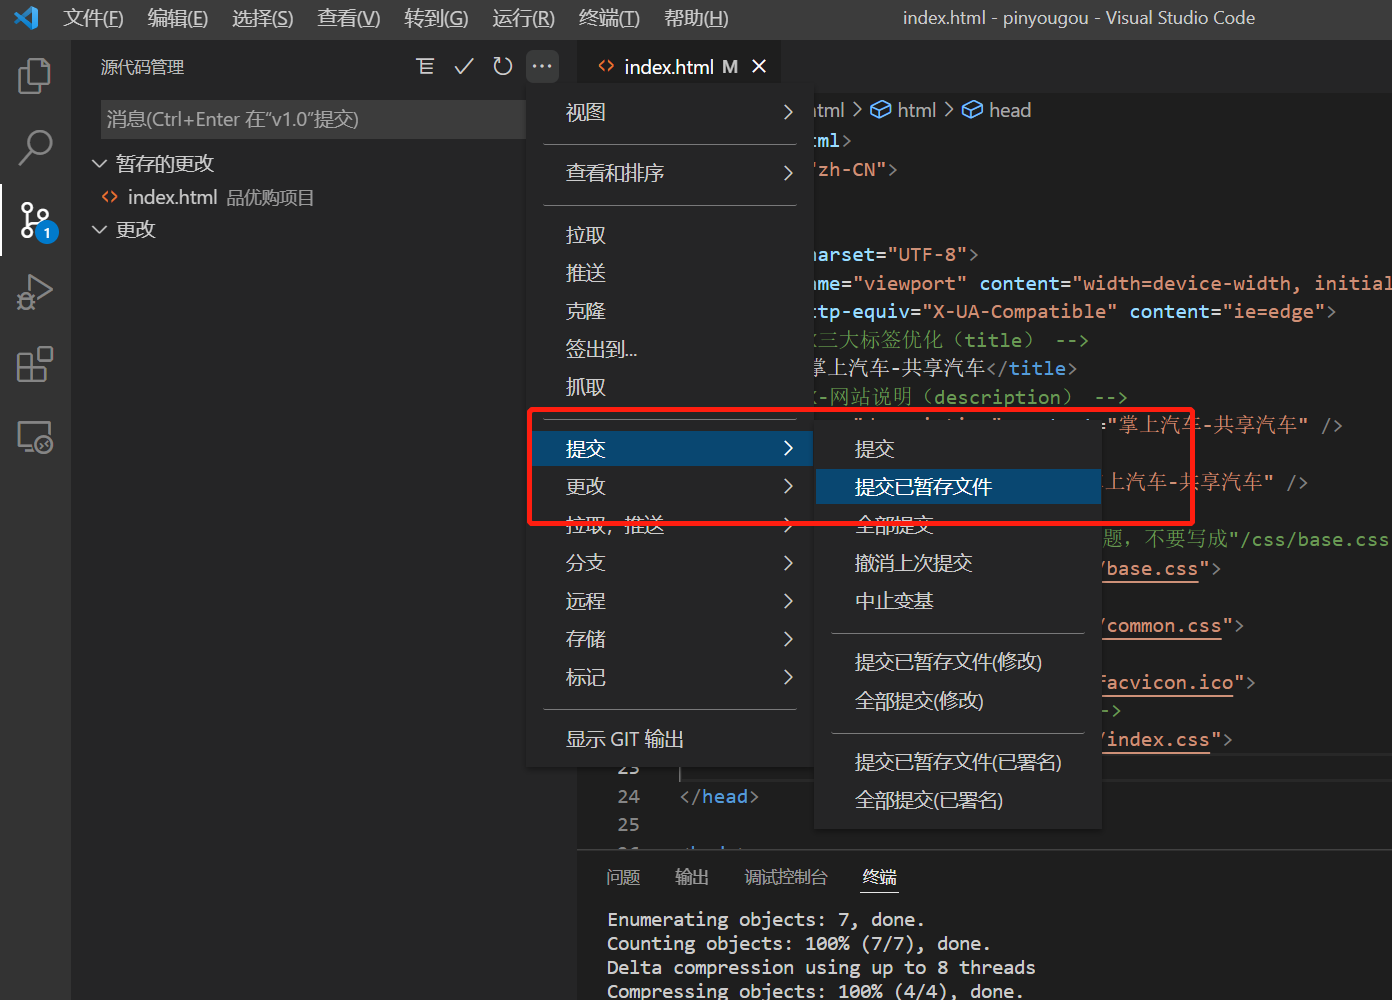 文件(F) 编辑(E) 选择(S) 查看(V) 转到(G) 运行(R) 终端(T) 帮助(H) index.html - pinyougou - Visual Studio Code
源代码管理
index.html M
消息(Ctrl+Enter 在“v1.0”提交)
暂存的更改
index.html 品优购项目
更改
1
视图
查看和排序
拉取
推送
克隆
签出到...
抓取
提交
更改
拉取，推送
分支
远程
存储
标记
显示 GIT 输出
提交
提交已暂存文件
全部提交
撤消上次提交
中止变基
提交已暂存文件(修改)
全部提交(修改)
提交已暂存文件(已署名)
全部提交(已署名)
html head
zh-CN">
charset="UTF-8">
"viewport" content="width=device-width, initial
http-equiv="X-UA-Compatible" content="ie=edge">
三大标签优化（title） -->
掌上汽车-共享汽车</title>
-网站说明（description） -->
="掌上汽车-共享汽车" />
上汽车-共享汽车" />
题，不要写成"/css/base.css
/base.css">
/common.css">
facvicon.ico">
->
/index.css">
23
24 </head>
25
问题 输出 调试控制台 终端
Enumerating objects: 7, done.
Counting objects: 100% (7/7), done.
Delta compression using up to 8 threads
Compressing objects: 100% (4/4), done.